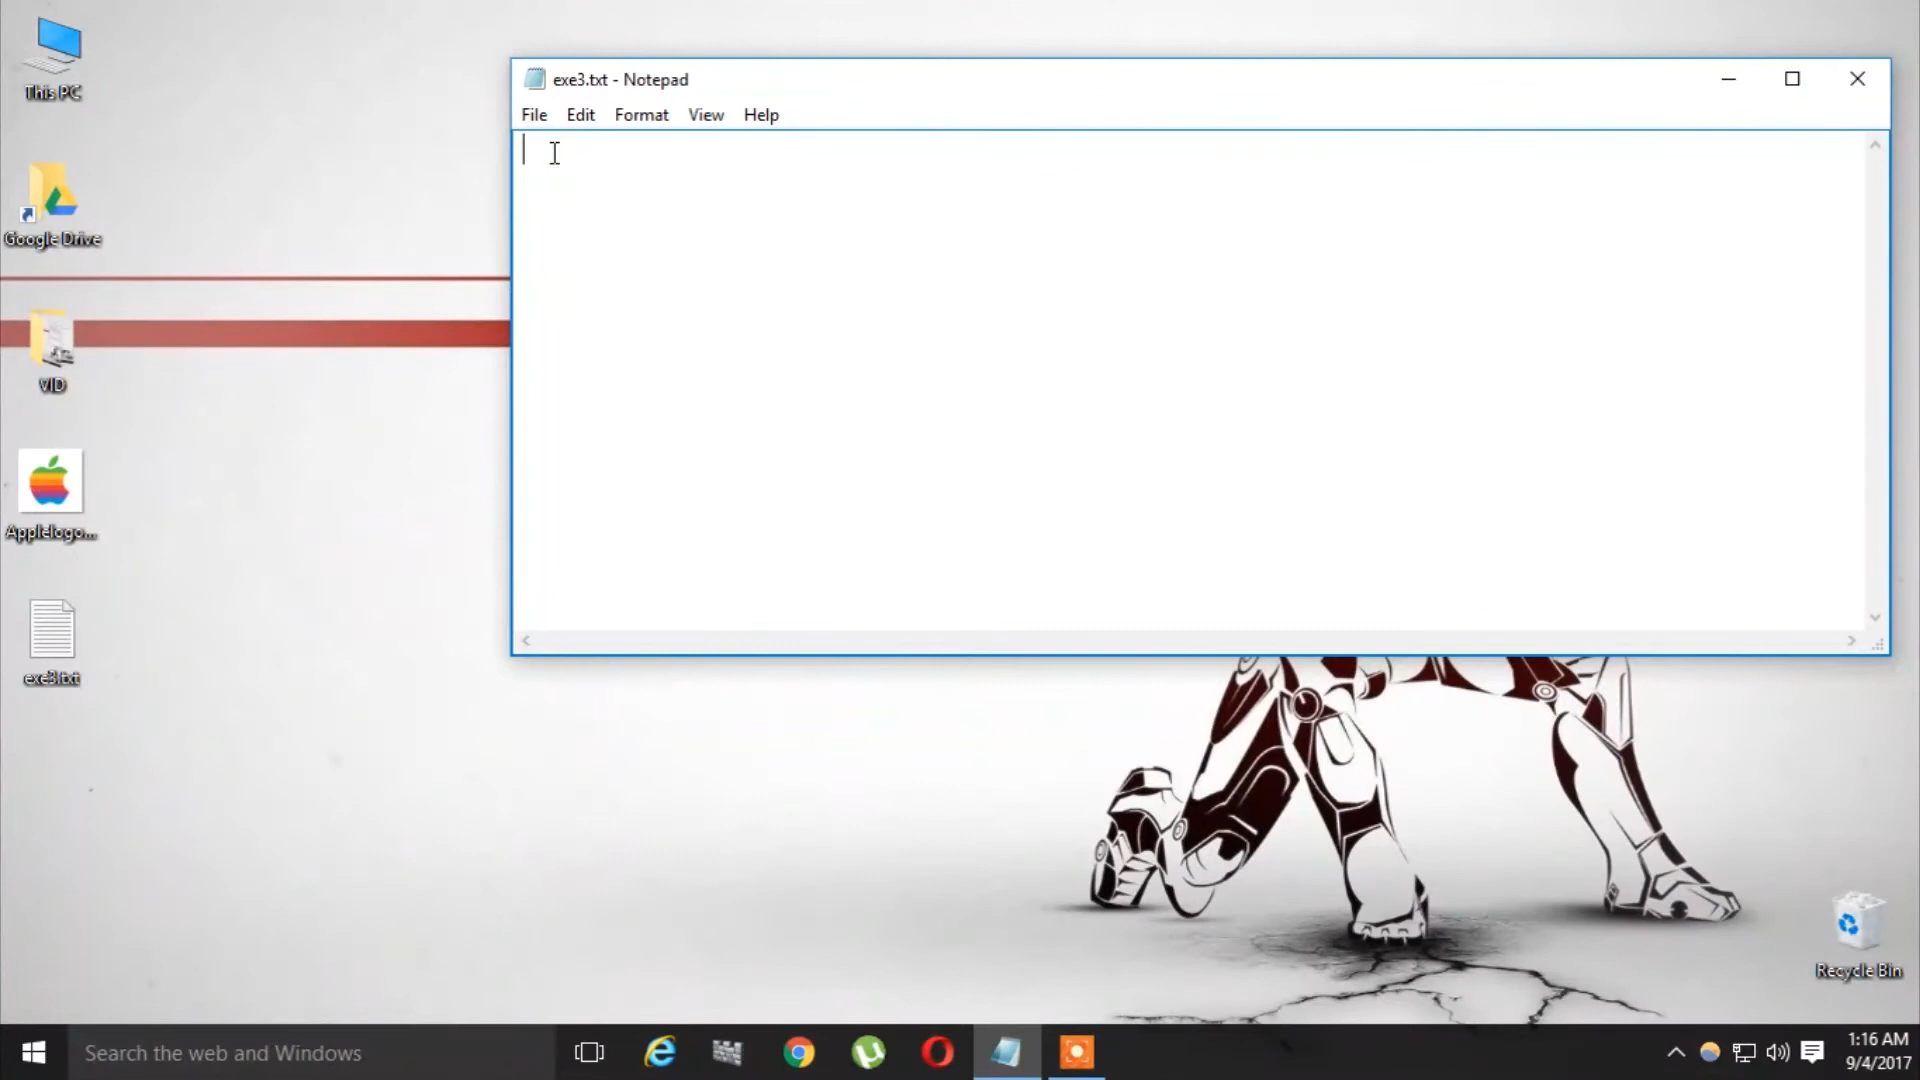 This PC
Google Drive
VID
Applelogo...
exe3.txt
exe3.txt - Notepad
File Edit Format View Help
Recycle Bin
Search the web and Windows
1:16 AM
9/4/2017